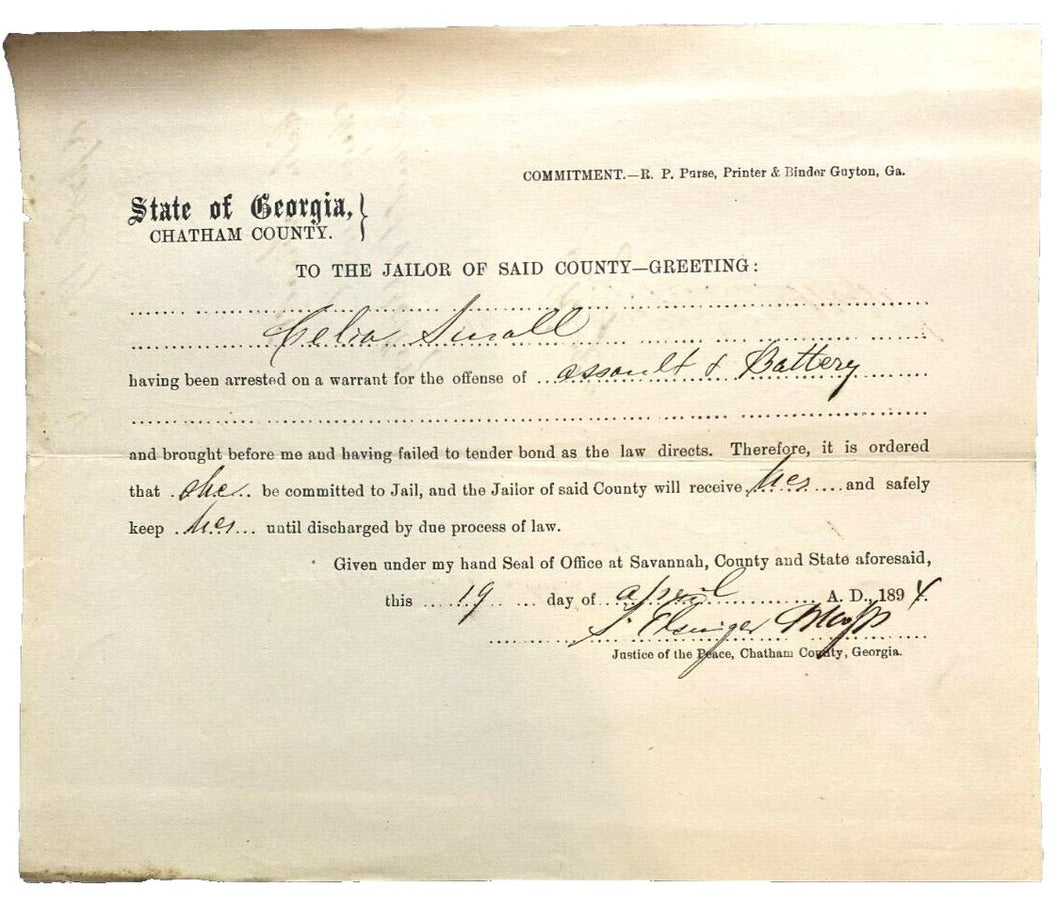 COMMITMENT.—R. P. Purse, Printer & Binder Guyton, Ga.
State of Georgia,
CHATHAM COUNTY.
TO THE JAILOR OF SAID COUNTY—GREETING:
Celia Small
having been arrested on a warrant for the offense of assault & Battery
and brought before me and having failed to tender bond as the law directs. Therefore, it is ordered
that she be committed to Jail, and the Jailor of said County will receive her and safely
keep her until discharged by due process of law.
Given under my hand Seal of Office at Savannah, County and State aforesaid,
this 19 day of april A. D., 1894
Justice of the Peace, Chatham County, Georgia.